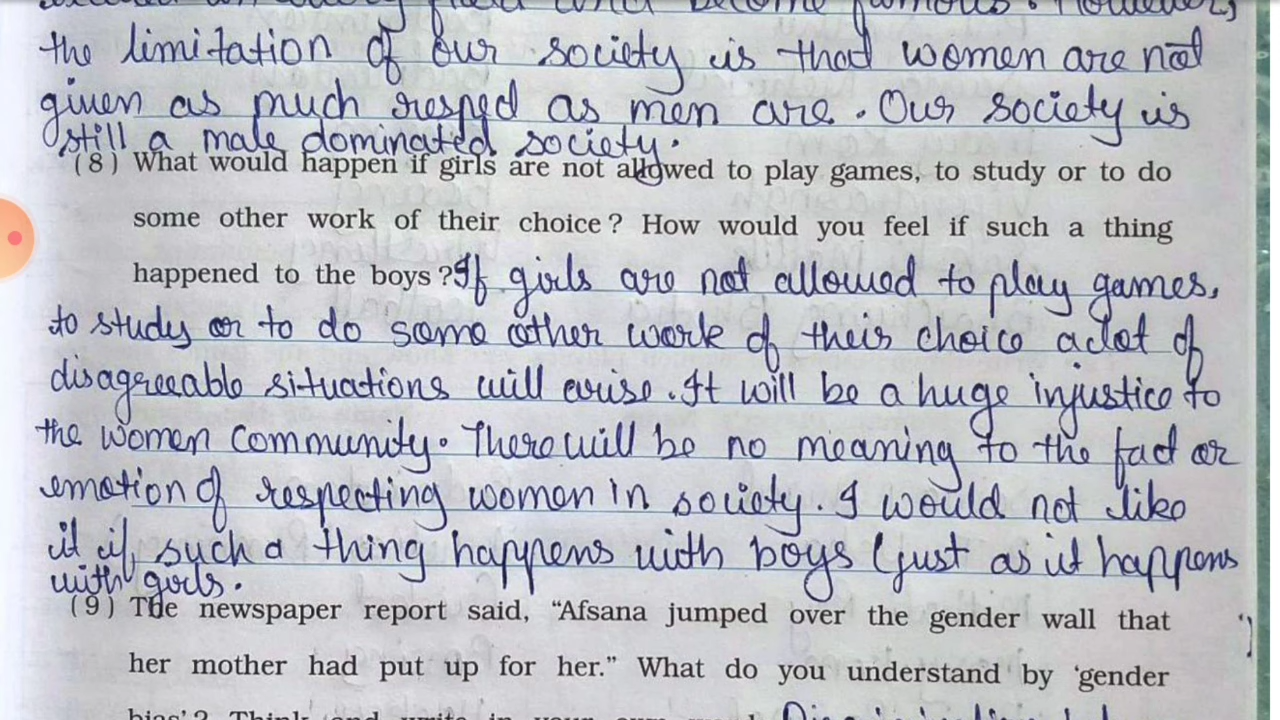 the limitation of our society is that women are not
given as much respect as men are. Our society is
still a male dominated society.
(8) What would happen if girls are not allowed to play games, to study or to do
some other work of their choice? How would you feel if such a thing
happened to the boys? If girls are not allowed to play games,
to study or to do some other work of their choice a lot of
disagreeable situations will arise. It will be a huge injustice to
the women community. There will be no meaning to the fact or
emotion of respecting women in society. I would not like
it if such a thing happens with boys (just as it happens
with girls.
(9) The newspaper report said, “Afsana jumped over the gender wall that
her mother had put up for her.” What do you understand by ‘gender